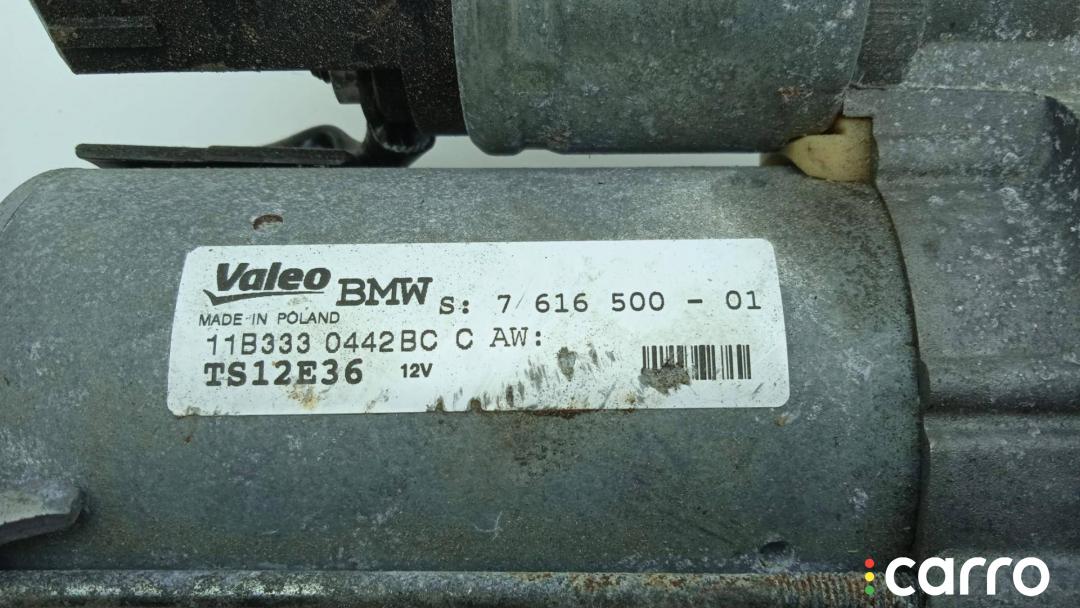 Valeo BMW S: 7 616 500 - 01
MADE IN POLAND
11B333 0442BC C AW:
TS12E36 12V
carro